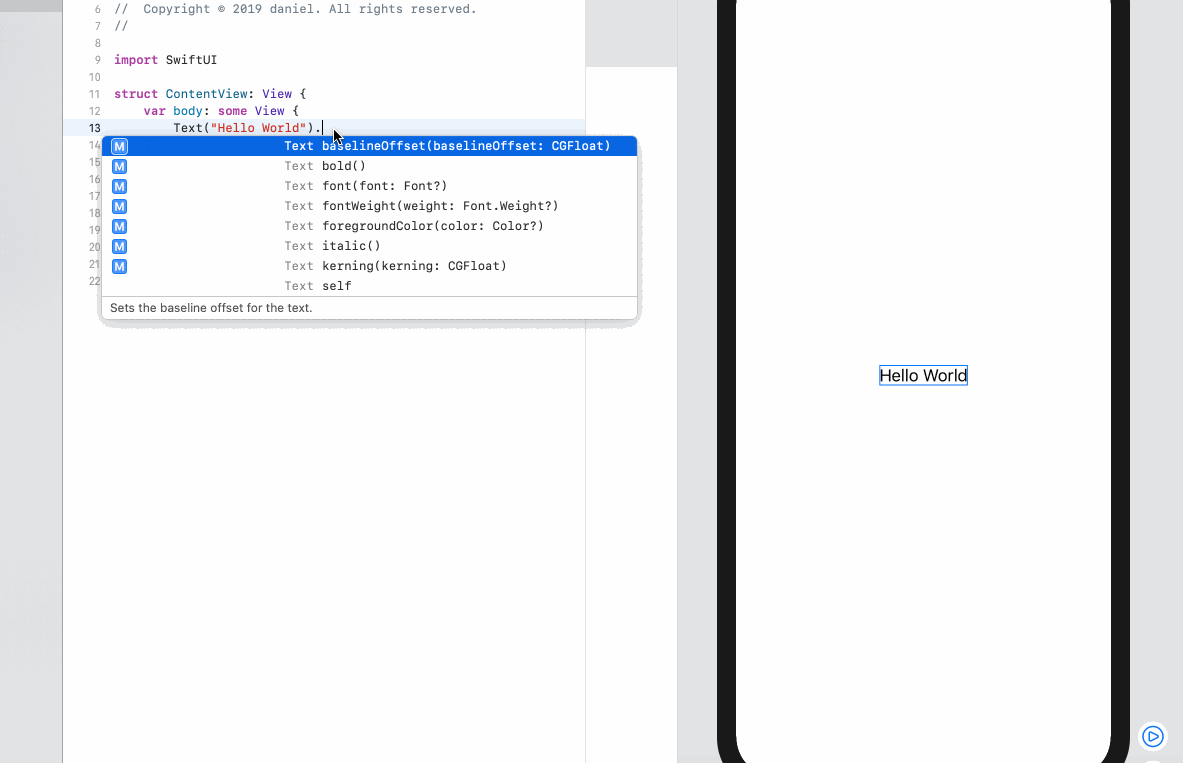 6 //  Copyright © 2019 daniel. All rights reserved.
7 //
8
9 import SwiftUI
10
11 struct ContentView: View {
12     var body: some View {
13         Text("Hello World").
14 M Text baselineOffset(baselineOffset: CGFloat)
15 M Text bold()
16 M Text font(font: Font?)
17 M Text fontWeight(weight: Font.Weight?)
18 M Text foregroundColor(color: Color?)
19
20 M Text italic()
21 M Text kerning(kerning: CGFloat)
22 Text self
Sets the baseline offset for the text.
Hello World